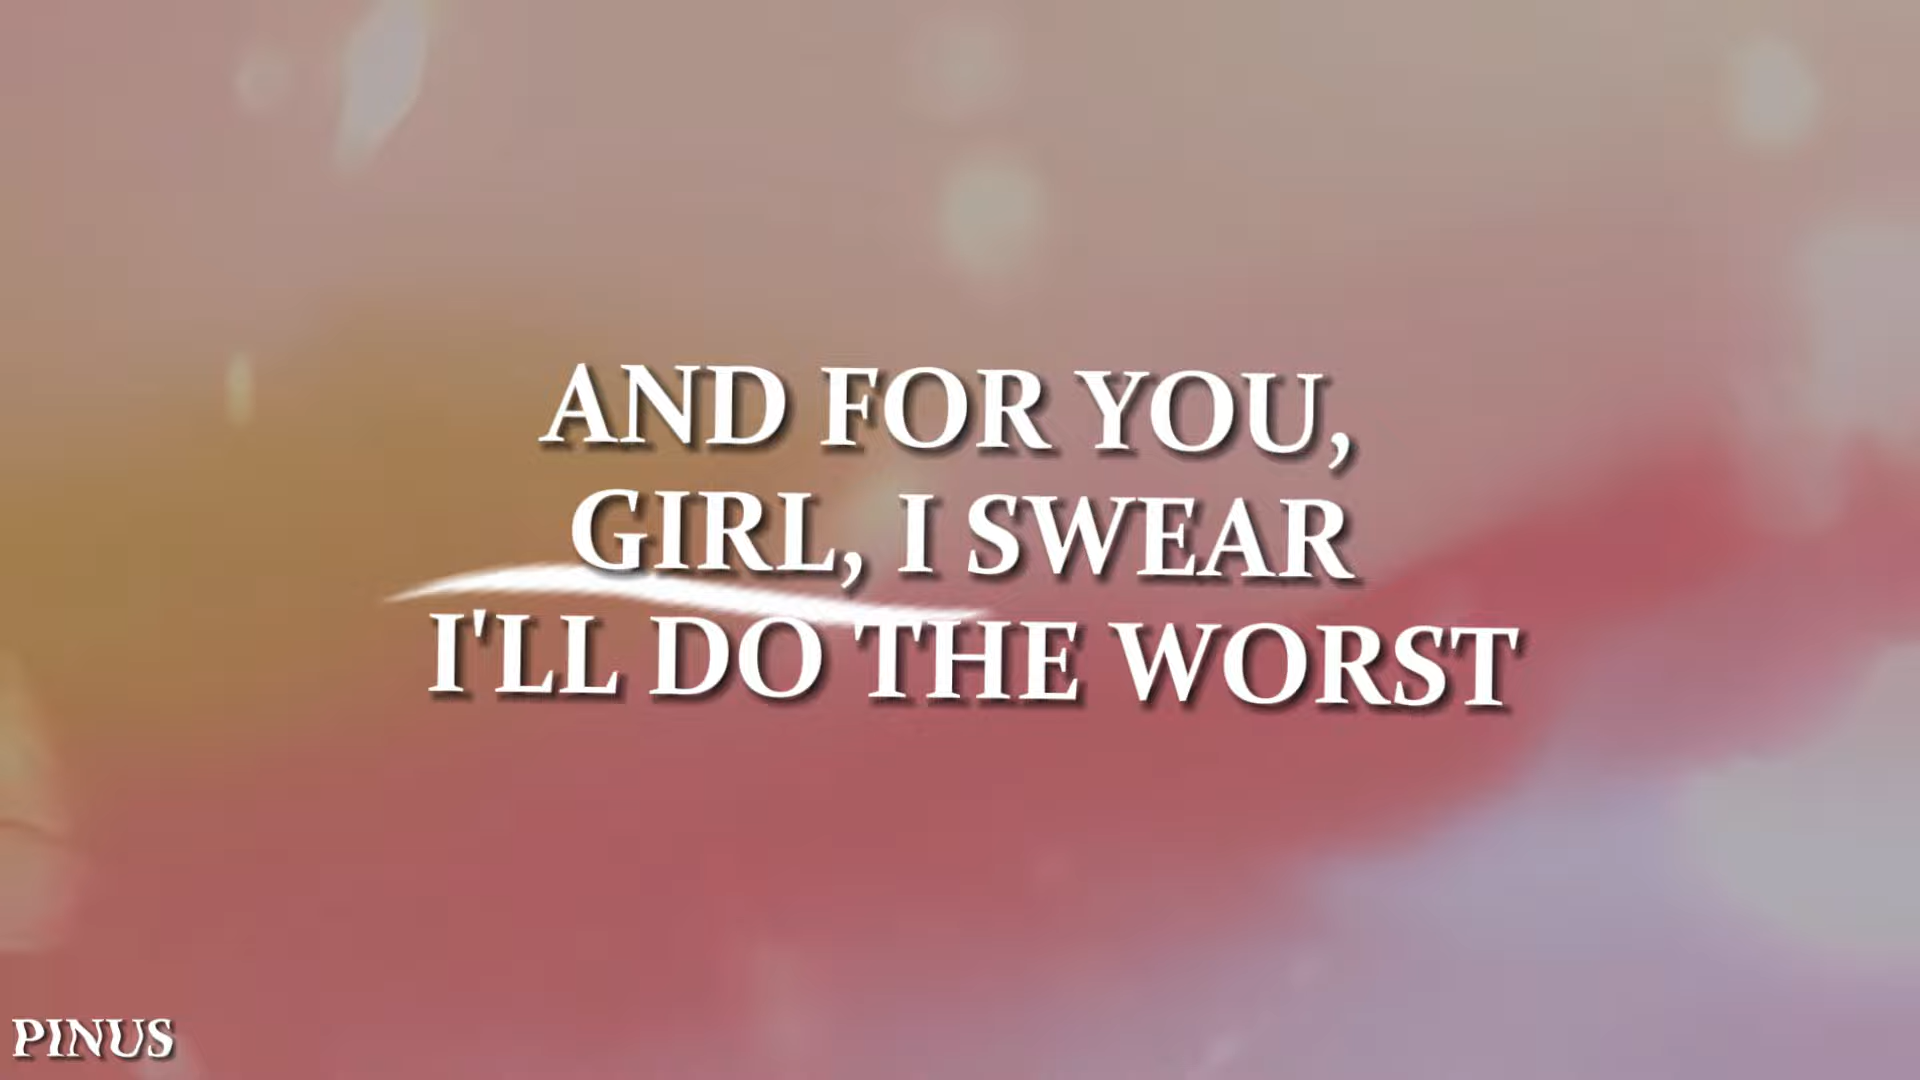 AND FOR YOU,
GIRL, I SWEAR
I'LL DO THE WORST
PINUS